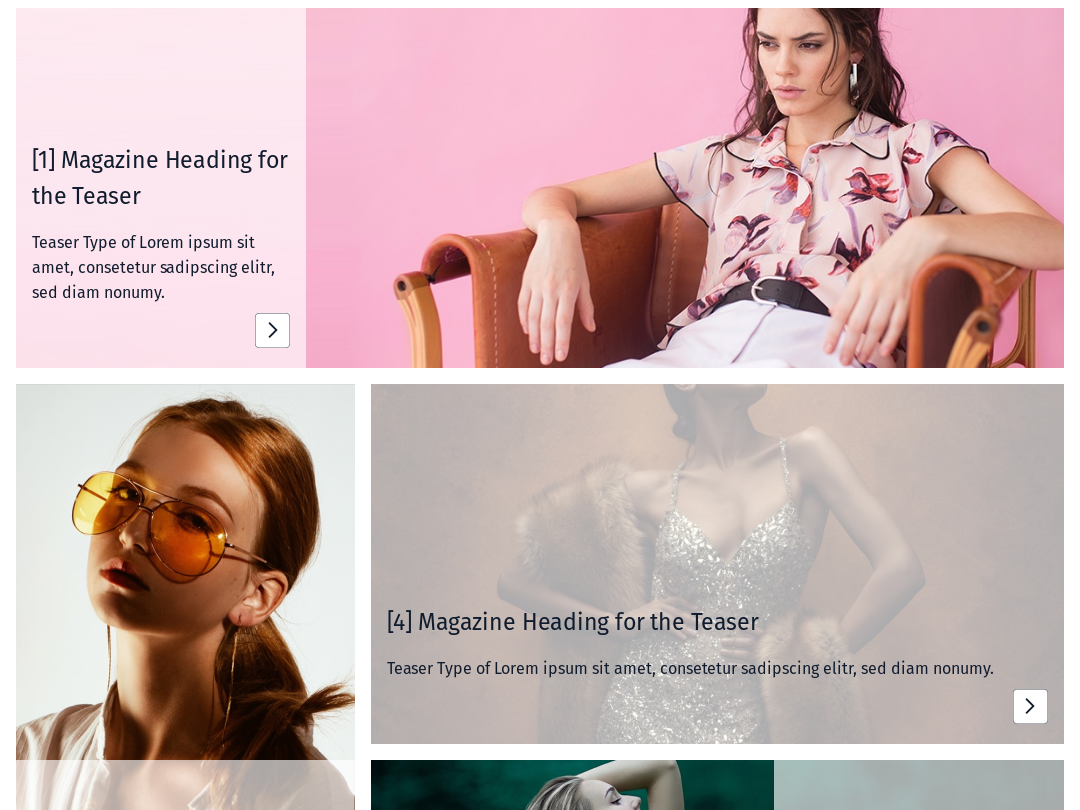 [1] Magazine Heading for
the Teaser
Teaser Type of Lorem ipsum sit
amet, consetetur sadipscing elitr,
sed diam nonumy.
[4] Magazine Heading for the Teaser
Teaser Type of Lorem ipsum sit amet, consetetur sadipscing elitr, sed diam nonumy.